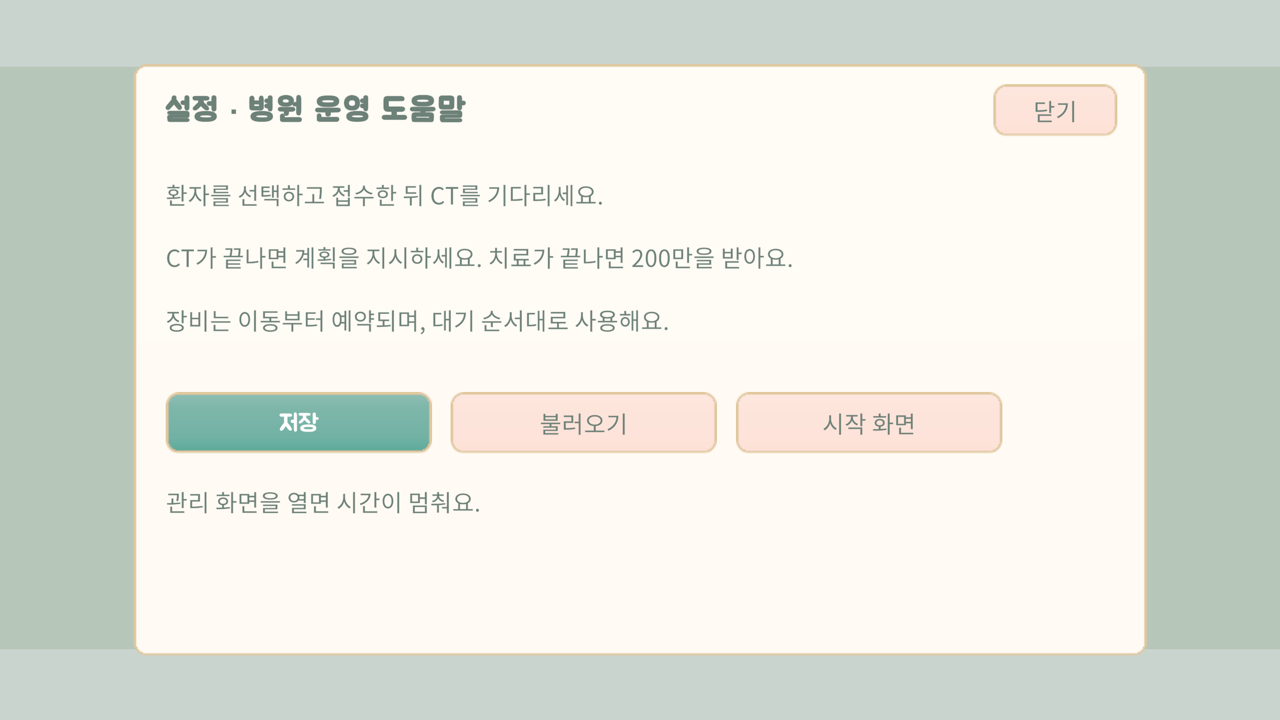 설정 · 병원 운영 도움말
닫기
환자를 선택하고 접수한 뒤 CT를 기다리세요.
CT가 끝나면 계획을 지시하세요. 치료가 끝나면 200만을 받아요.
장비는 이동부터 예약되며, 대기 순서대로 사용해요.
저장
불러오기
시작 화면
관리 화면을 열면 시간이 멈춰요.